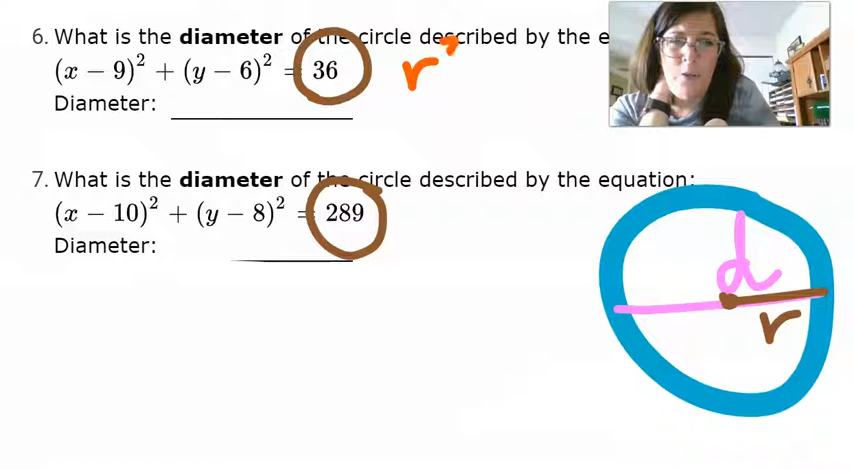 6. What is the diameter of the circle described by the e
(x − 9)² + (y − 6)² = 36 r²
Diameter:
7. What is the diameter of the circle described by the equation:
(x − 10)² + (y − 8)² = 289
Diameter:
d
r